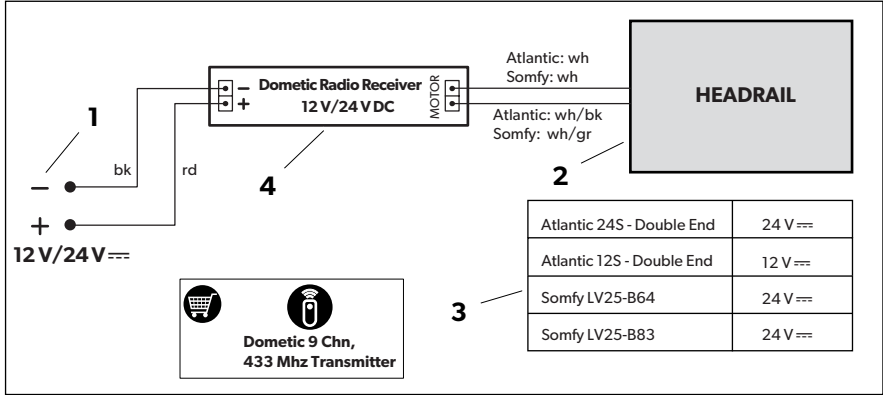 Atlantic: wh
Somfy: wh
Dometic Radio Receiver
12 V/24 V DC
MOTOR
−
+
HEADRAIL
Atlantic: wh/bk
Somfy: wh/gr
1
bk
rd
4
2
−
+
12 V/24 V⎓
Atlantic 24S - Double End 24 V⎓
Atlantic 12S - Double End 12 V⎓
Somfy LV25-B64 24 V⎓
Somfy LV25-B83 24 V⎓
3
Dometic 9 Chn,
433 Mhz Transmitter